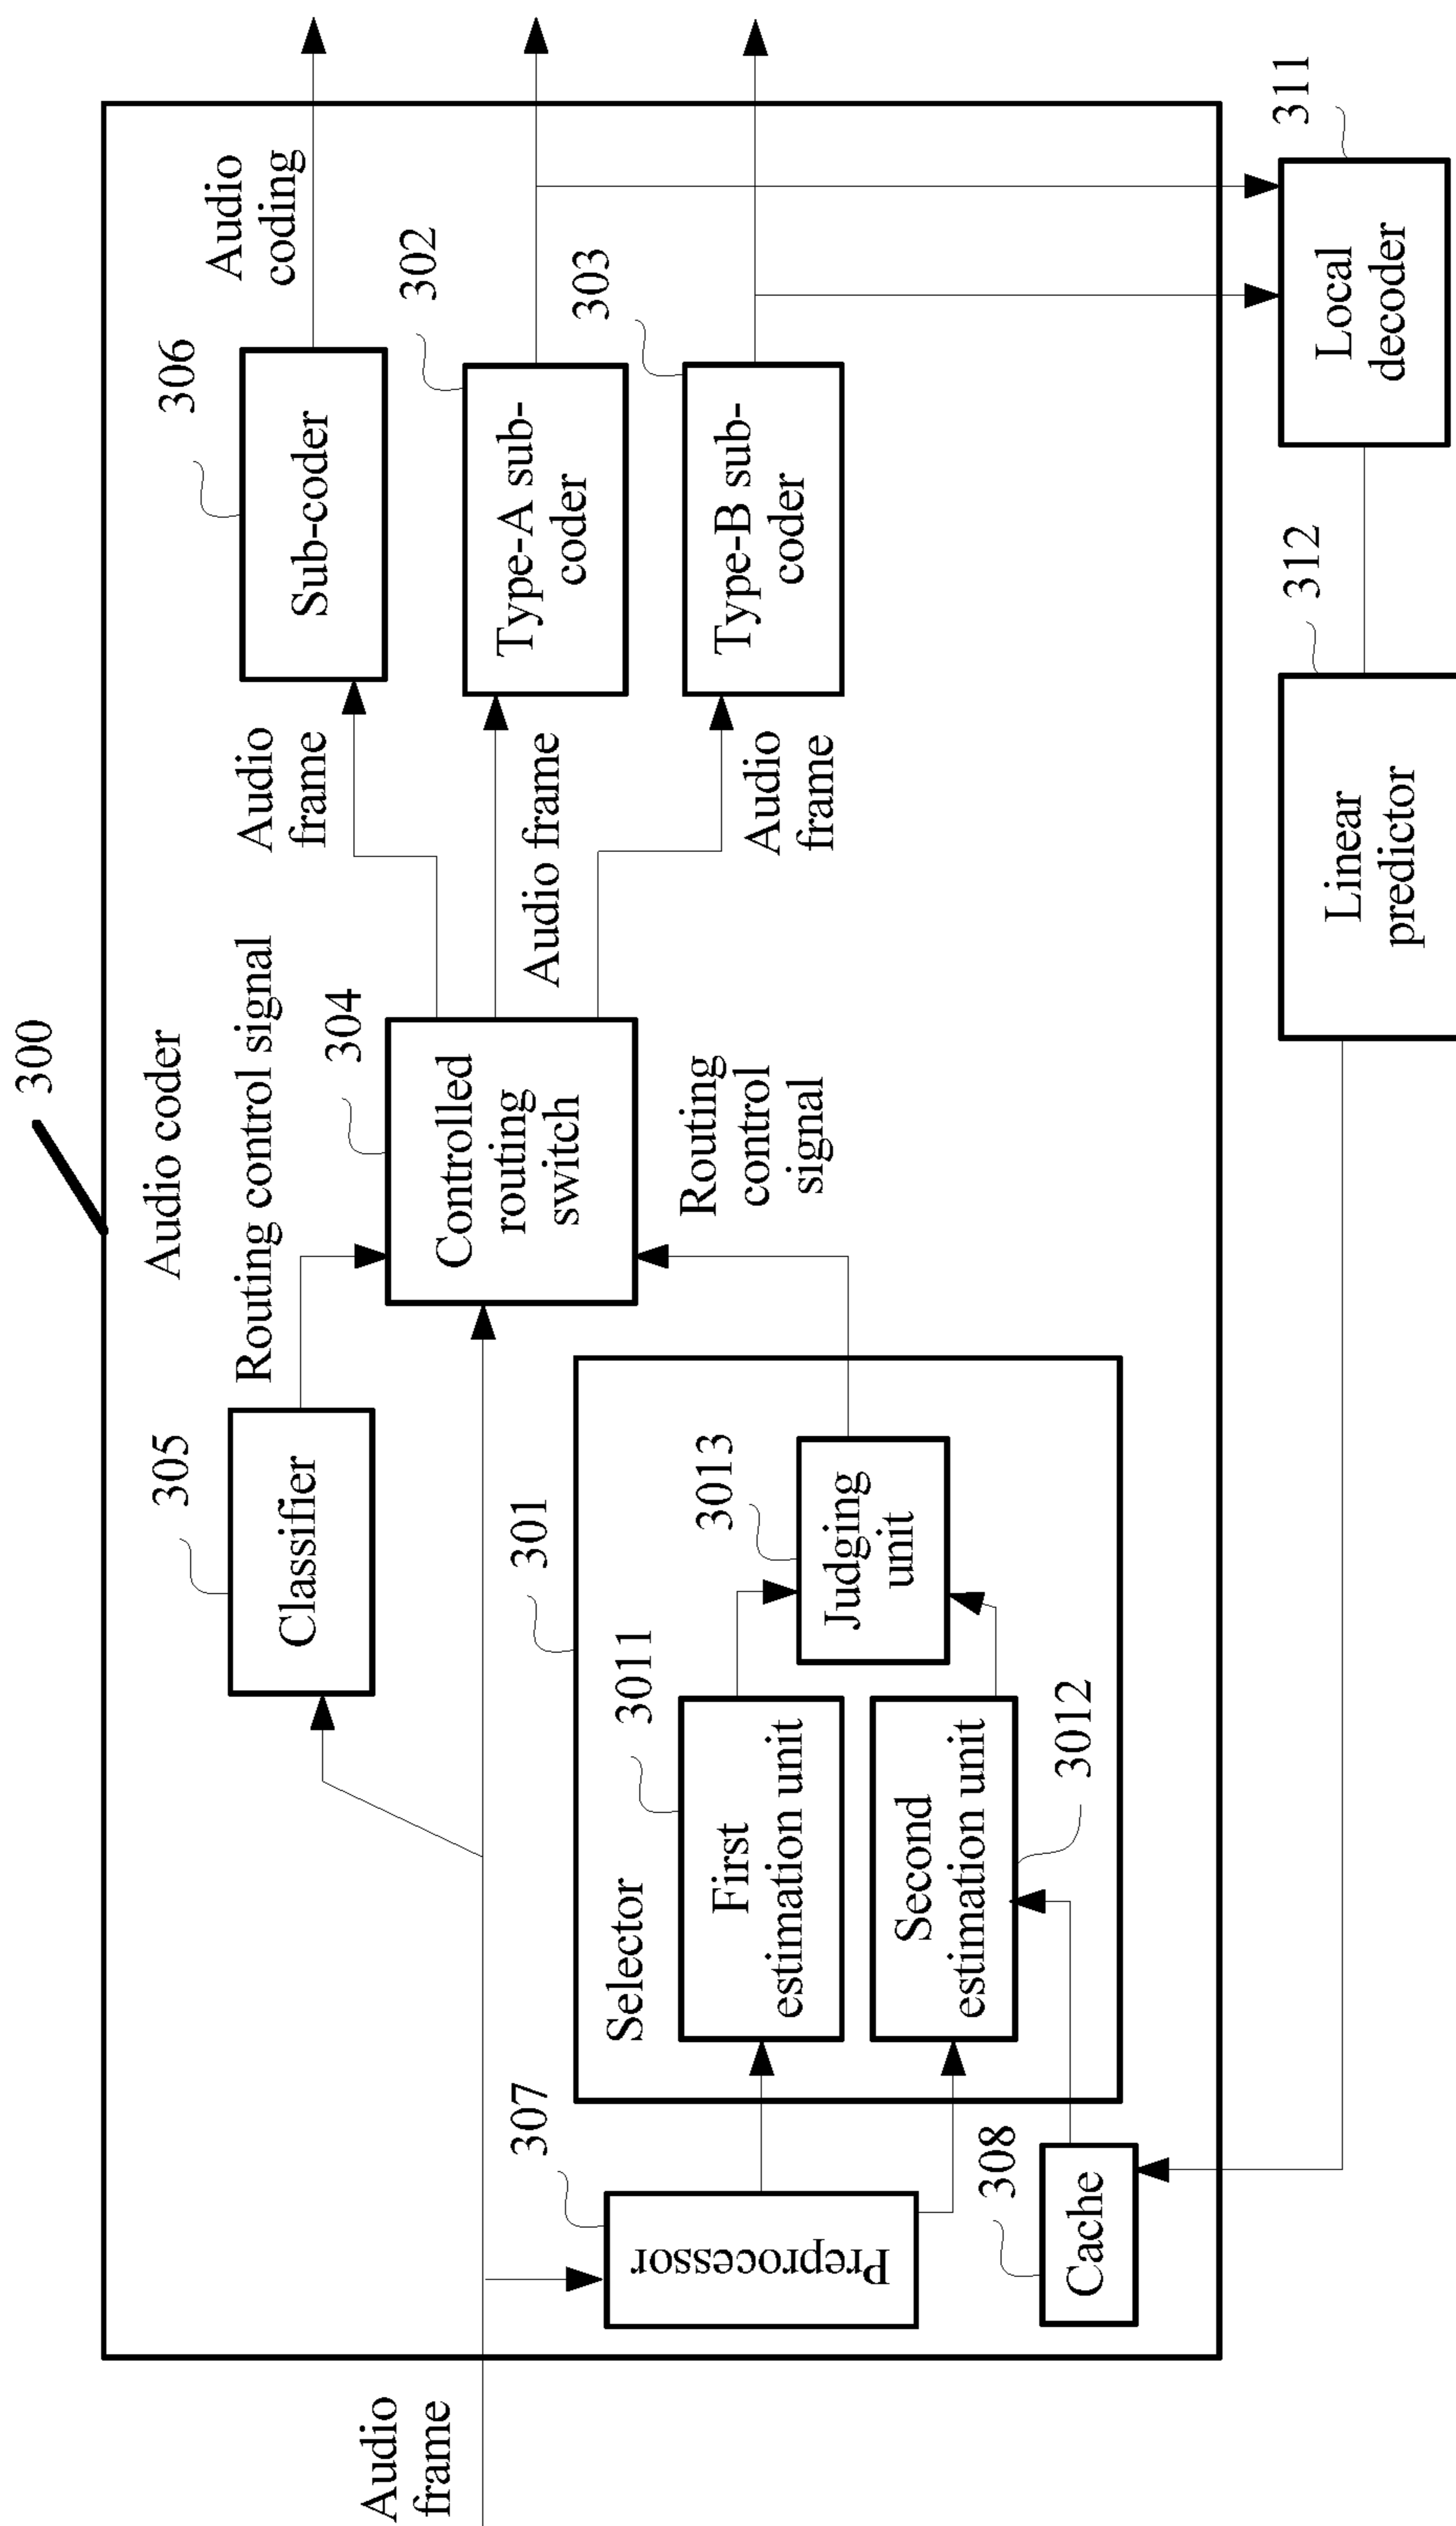 300
Audio coder
Audio
frame
305
Classifier
Routing control signal
304
Controlled
routing
switch
Routing
control
signal
Audio
frame
Audio frame
Audio
frame
306
Sub-coder
Audio
coding
302
Type-A sub-
coder
303
Type-B sub-
coder
307
Preprocessor
308
Cache
301
Selector
3011
First
estimation unit
Second
estimation unit
3012
3013
Judging
unit
312
Linear
predictor
311
Local
decoder